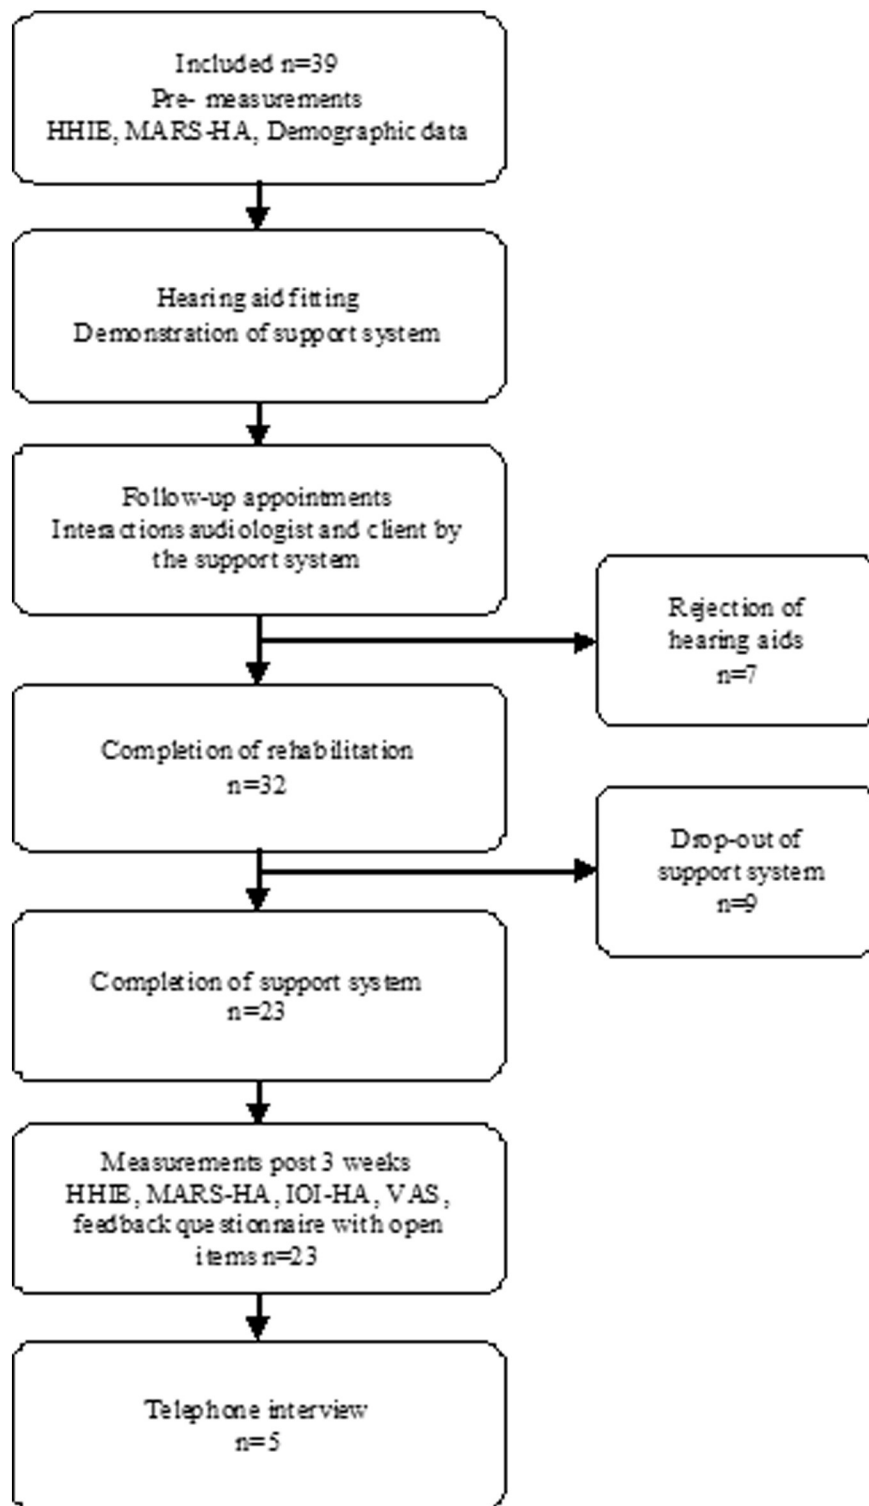 Included n=39
Pre- measurements
HHIE, MARS-HA, Demographic data
Hearing aid fitting
Demonstration of support system
Follow-up appointments
Interactions audiologist and client by
the support system
Rejection of
hearing aids
n=7
Completion of rehabilitation
n=32
Drop-out of
support system
n=9
Completion of support system
n=23
Measurements post 3 weeks
HHIE, MARS-HA, IOI-HA, VAS,
feedback questionnaire with open
items n=23
Telephone interview
n=5